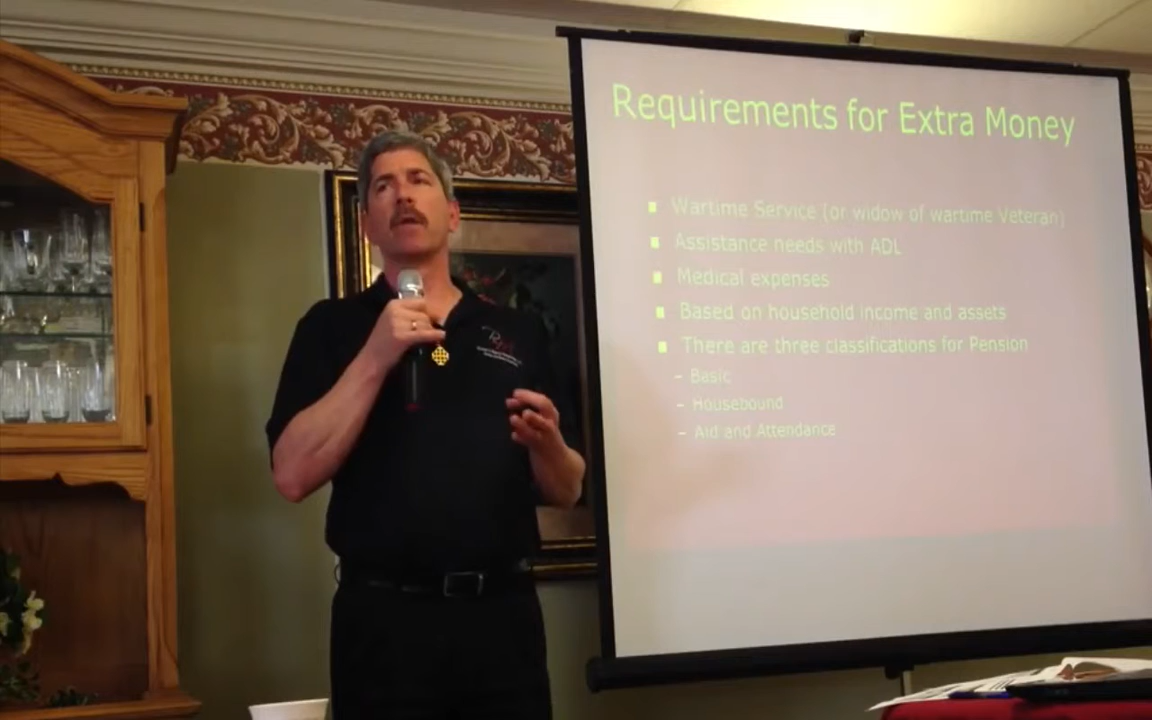 Requirements for Extra Money
Wartime Service (or widow of wartime Veteran)
Assistance needs with ADL
Medical expenses
Based on household income and assets
There are three classifications for Pension
– Basic
– Housebound
– Aid and Attendance